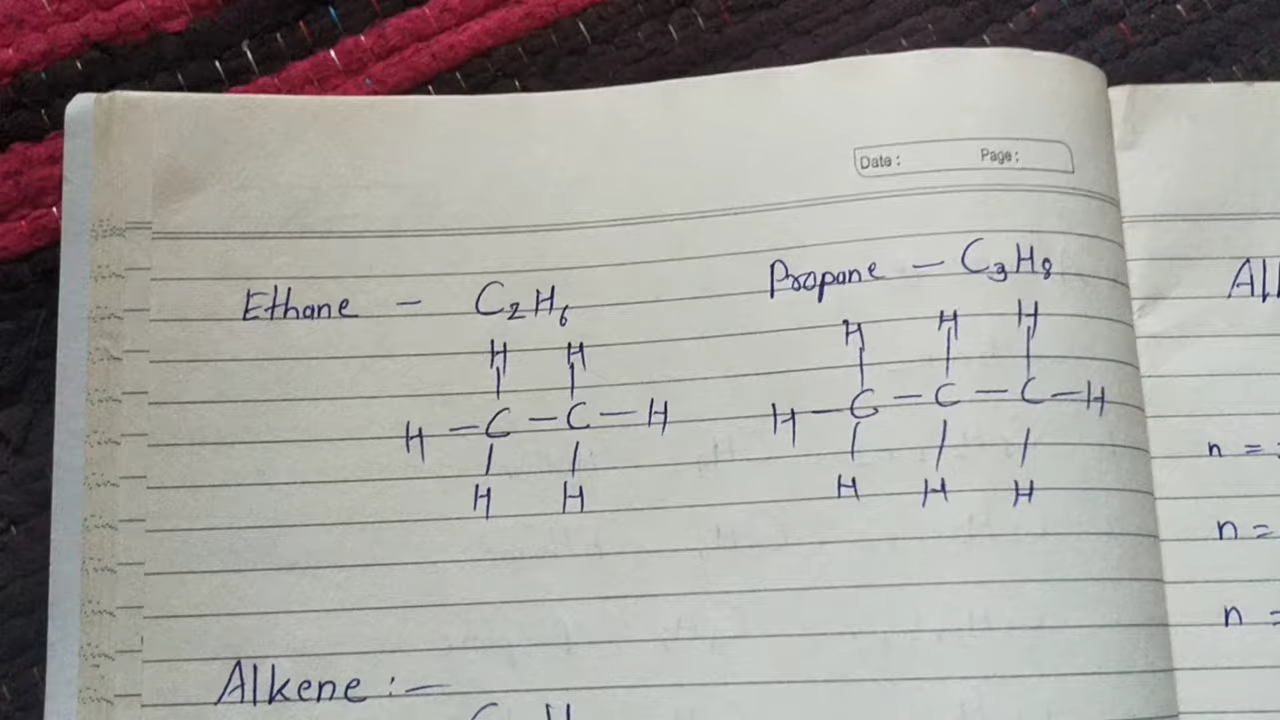 Date : Page :
Ethane - C2H6
H H
H - C - C - H
H H
Propane - C3H8
H H H
H - C - C - C - H
H H H
Alkene :-
n =
n =
n =